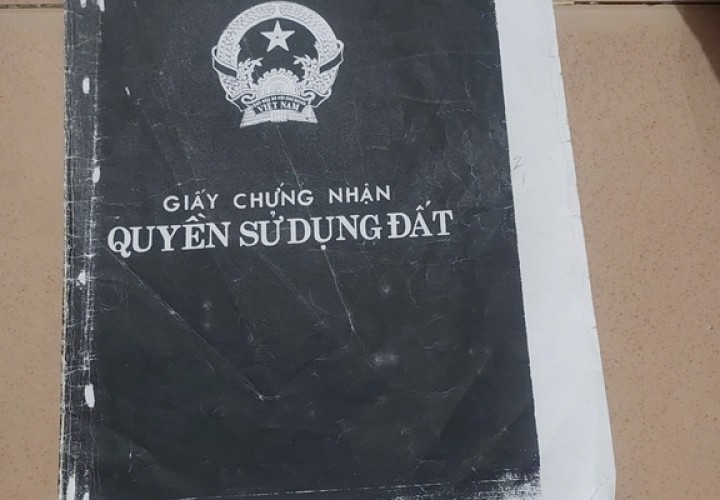 VIỆT NAM
GIẤY CHỨNG NHẬN
QUYỀN SỬ DỤNG ĐẤT